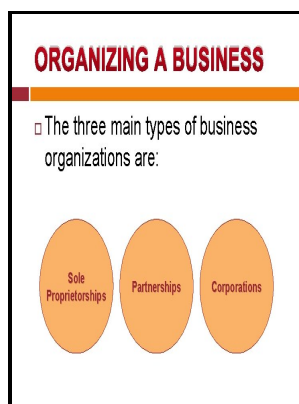 ORGANIZING A BUSINESS
The three main types of business
organizations are:
Sole
Proprietorships
Partnerships
Corporations